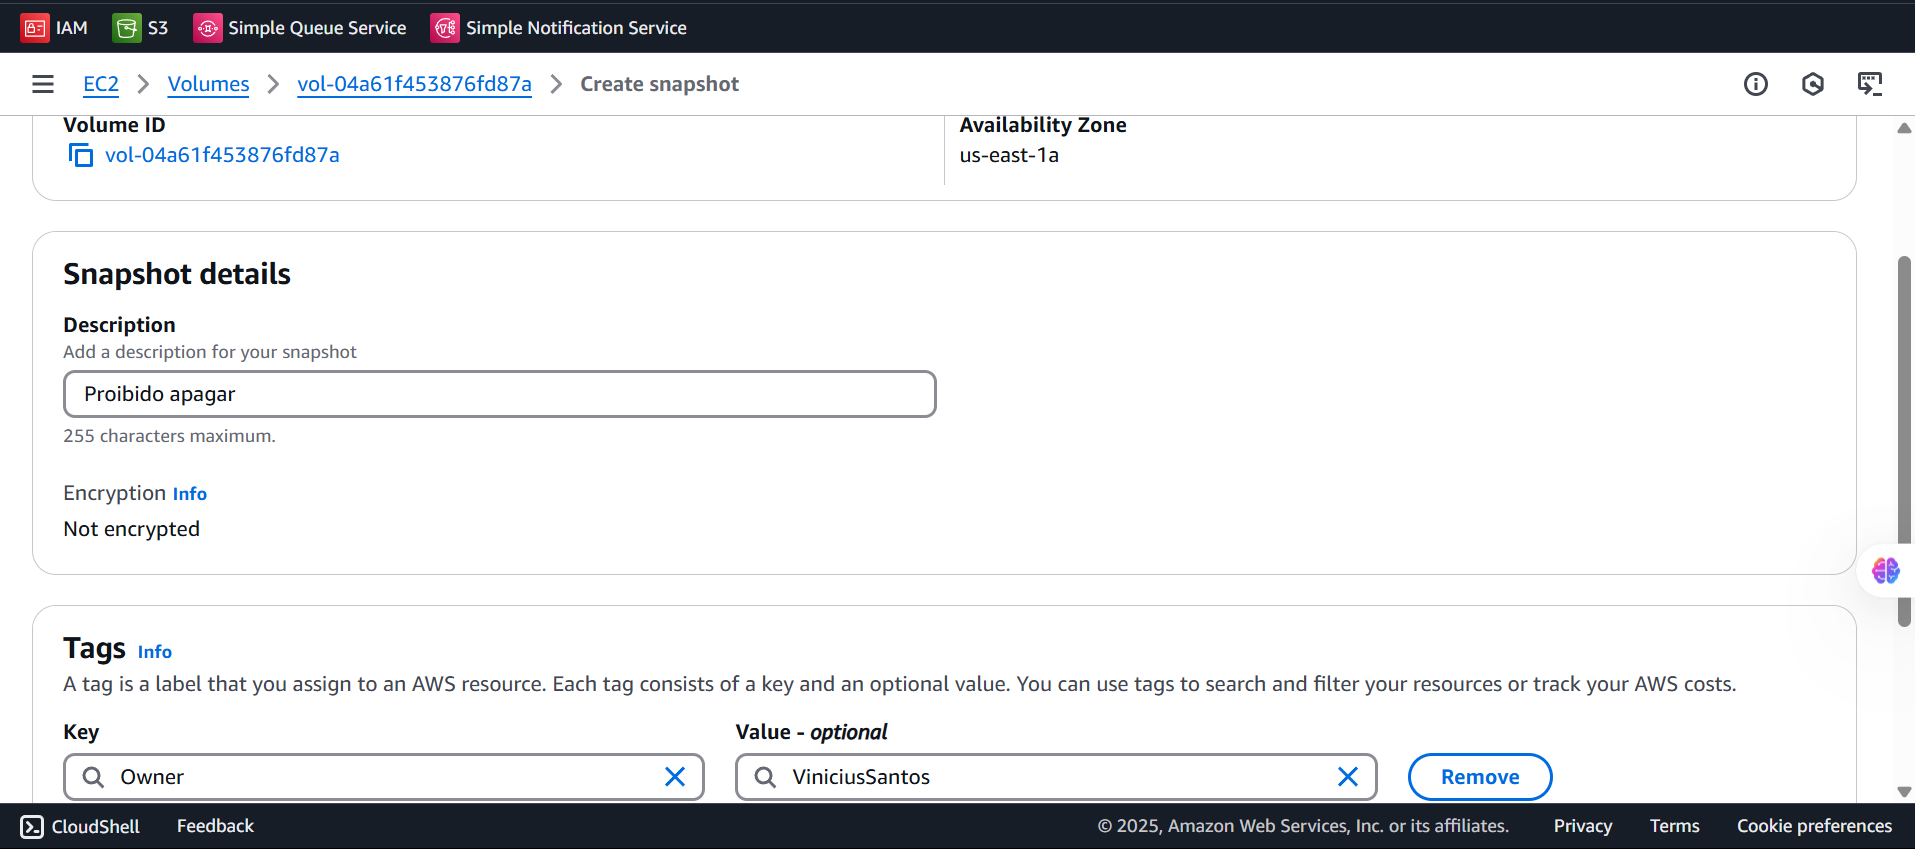 IAM S3 Simple Queue Service Simple Notification Service
EC2 Volumes vol-04a61f453876fd87a Create snapshot
Volume ID
vol-04a61f453876fd87a
Availability Zone
us-east-1a
Snapshot details
Description
Add a description for your snapshot
Proibido apagar
255 characters maximum.
Encryption Info
Not encrypted
Tags Info
A tag is a label that you assign to an AWS resource. Each tag consists of a key and an optional value. You can use tags to search and filter your resources or track your AWS costs.
Key
Value - optional
Owner
ViniciusSantos
Remove
CloudShell Feedback © 2025, Amazon Web Services, Inc. or its affiliates. Privacy Terms Cookie preferences